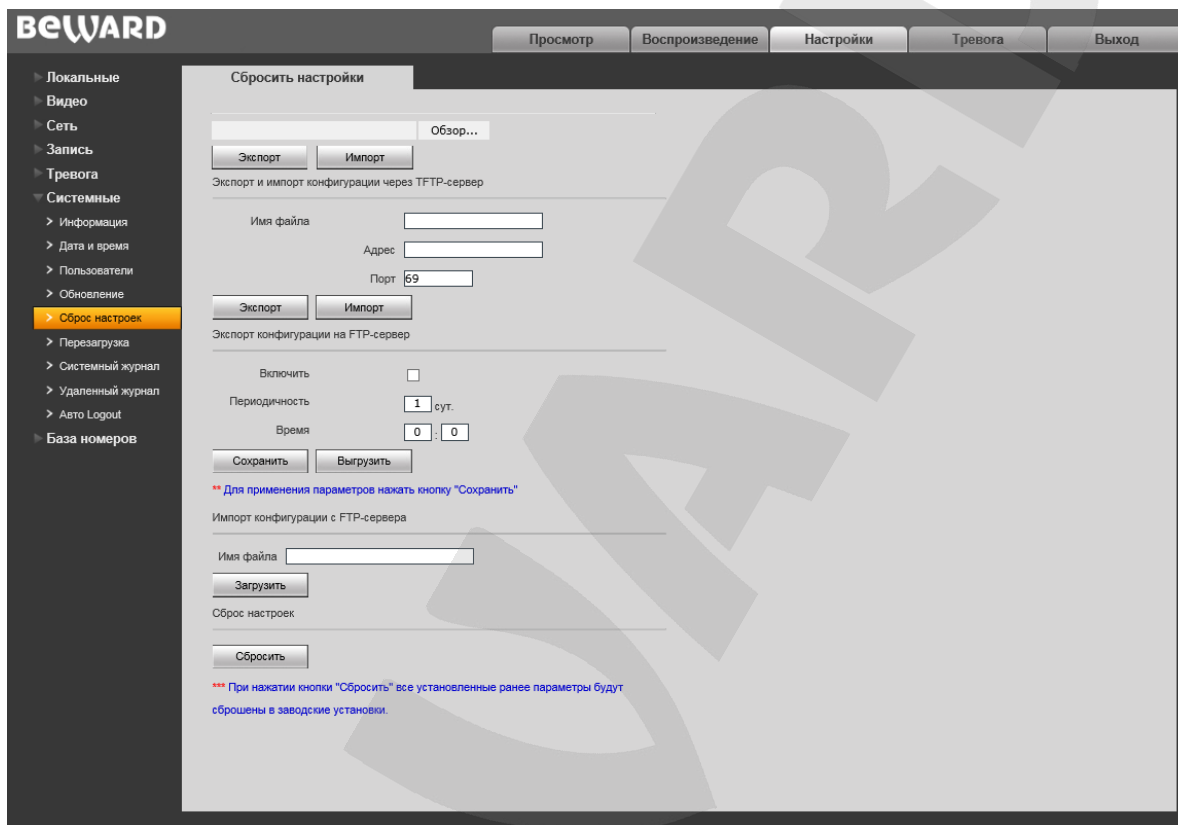 BEWARD
Просмотр Воспроизведение Настройки Тревога Выход
Локальные
Видео
Сеть
Запись
Тревога
Системные
Информация
Дата и время
Пользователи
Обновление
Сброс настроек
Перезагрузка
Системный журнал
Удаленный журнал
Авто Logout
База номеров
Сбросить настройки
Обзор...
Экспорт Импорт
Экспорт и импорт конфигурации через TFTP-сервер
Имя файла
Адрес
Порт 69
Экспорт Импорт
Экспорт конфигурации на FTP-сервер
Включить
Периодичность 1 сут.
Время 0 : 0
Сохранить Выгрузить
** Для применения параметров нажать кнопку "Сохранить"
Импорт конфигурации с FTP-сервера
Имя файла
Загрузить
Сброс настроек
Сбросить
*** При нажатии кнопки "Сбросить" все установленные ранее параметры будут
сброшены в заводские установки.